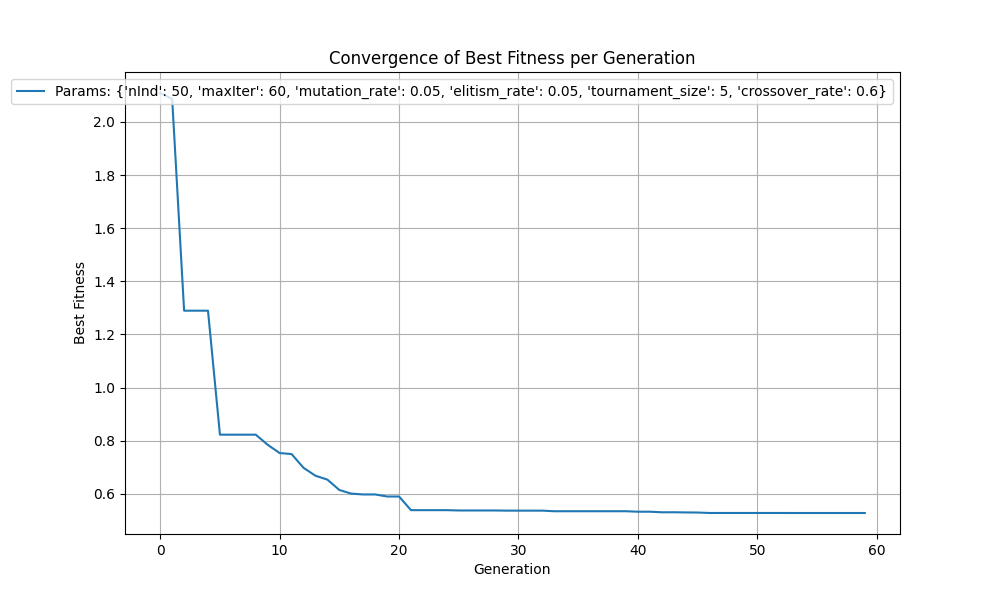 Convergence of Best Fitness per Generation
Params: {'nInd': 50, 'maxIter': 60, 'mutation_rate': 0.05, 'elitism_rate': 0.05, 'tournament_size': 5, 'crossover_rate': 0.6}
2.0
1.8
1.6
1.4
1.2
1.0
0.8
0.6
Best Fitness
0 10 20 30 40 50 60
Generation